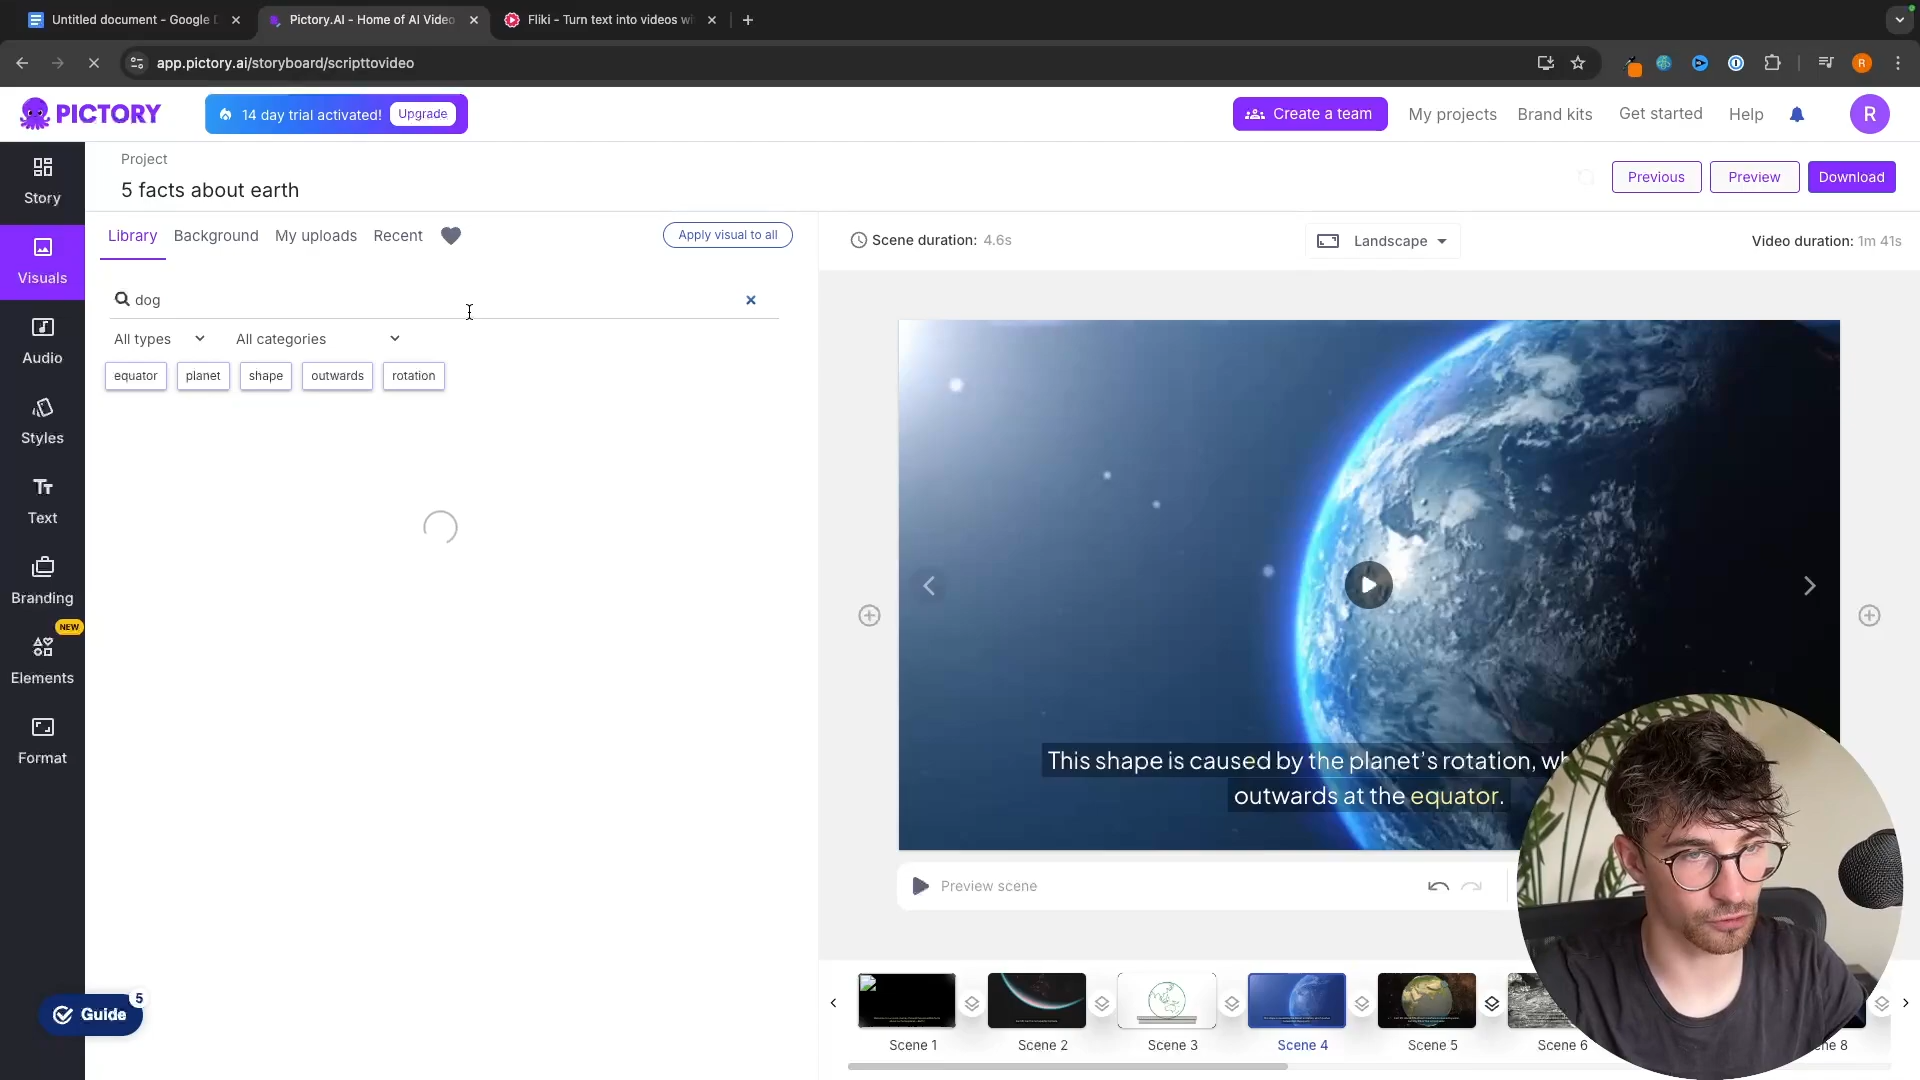 Untitled document - Google D
Pictory.AI - Home of AI Video
Fliki - Turn text into videos wi
app.pictory.ai/storyboard/scripttovideo
R
PICTORY
14 day trial activated!
Upgrade
Create a team
My projects
Brand kits
Get started
Help
R
Story
Visuals
Audio
Styles
Text
Branding
NEW
Elements
Format
Project
5 facts about earth
Previous
Preview
Download
Library
Background
My uploads
Recent
Apply visual to all
dog
All types
All categories
equator
planet
shape
outwards
rotation
Guide
5
Scene duration: 4.6s
Landscape
Video duration: 1m 41s
This shape is caused by the planet's rotation,
outwards at the equator.
Preview scene
Scene 1
Scene 2
Scene 3
Scene 4
Scene 5
Scene 6
8